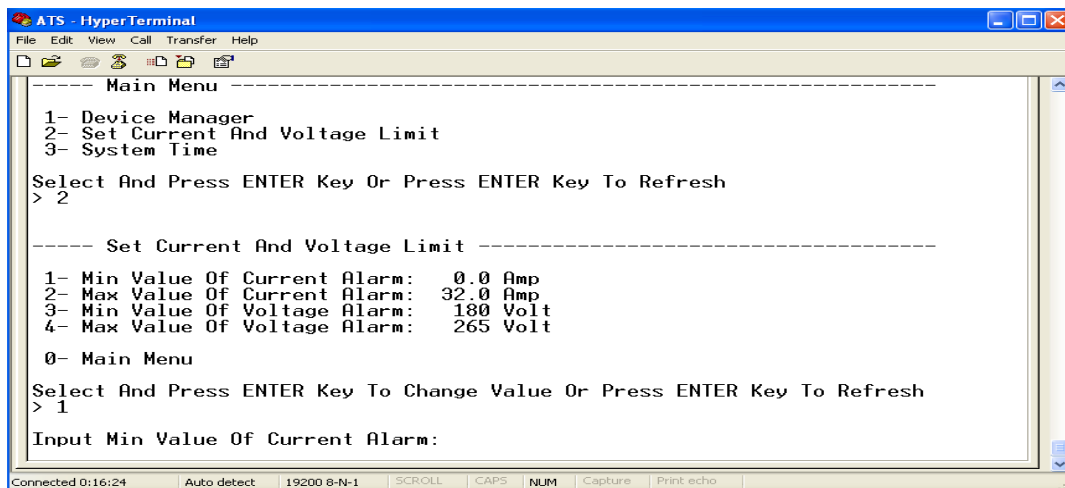 ATS - HyperTerminal
File Edit View Call Transfer Help
----- Main Menu ---------------------------------------------------------
1- Device Manager
2- Set Current And Voltage Limit
3- System Time
Select And Press ENTER Key Or Press ENTER Key To Refresh
> 2
----- Set Current And Voltage Limit -------------------------------------
1- Min Value Of Current Alarm: 0.0 Amp
2- Max Value Of Current Alarm: 32.0 Amp
3- Min Value Of Voltage Alarm: 180 Volt
4- Max Value Of Voltage Alarm: 265 Volt
0- Main Menu
Select And Press ENTER Key To Change Value Or Press ENTER Key To Refresh
> 1
Input Min Value Of Current Alarm:
Connected 0:16:24 Auto detect 19200 8-N-1 SCROLL CAPS NUM Capture Print echo